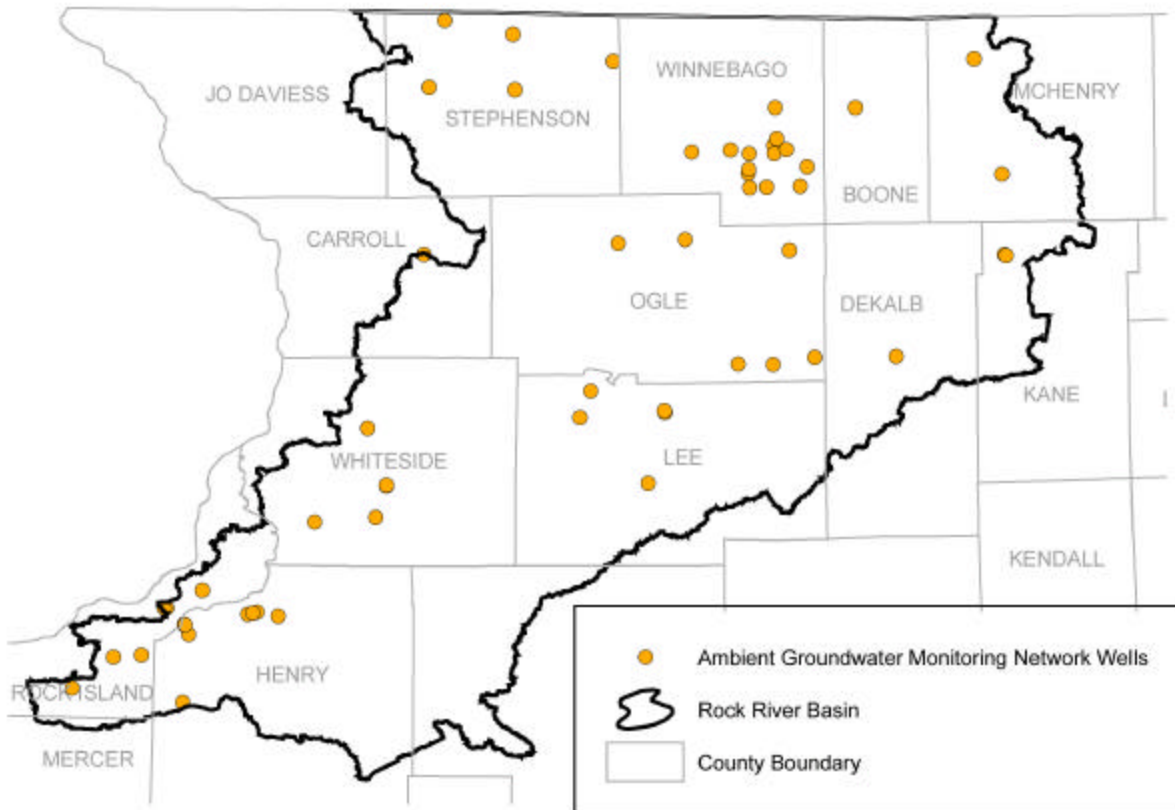 WINNEBAGO
JO DAVIESS
MCHENRY
STEPHENSON
BOONE
CARROLL
OGLE
DEKALB
KANE
WHITESIDE
LEE
KENDALL
HENRY
ROCK ISLAND
MERCER
Ambient Groundwater Monitoring Network Wells
Rock River Basin
County Boundary